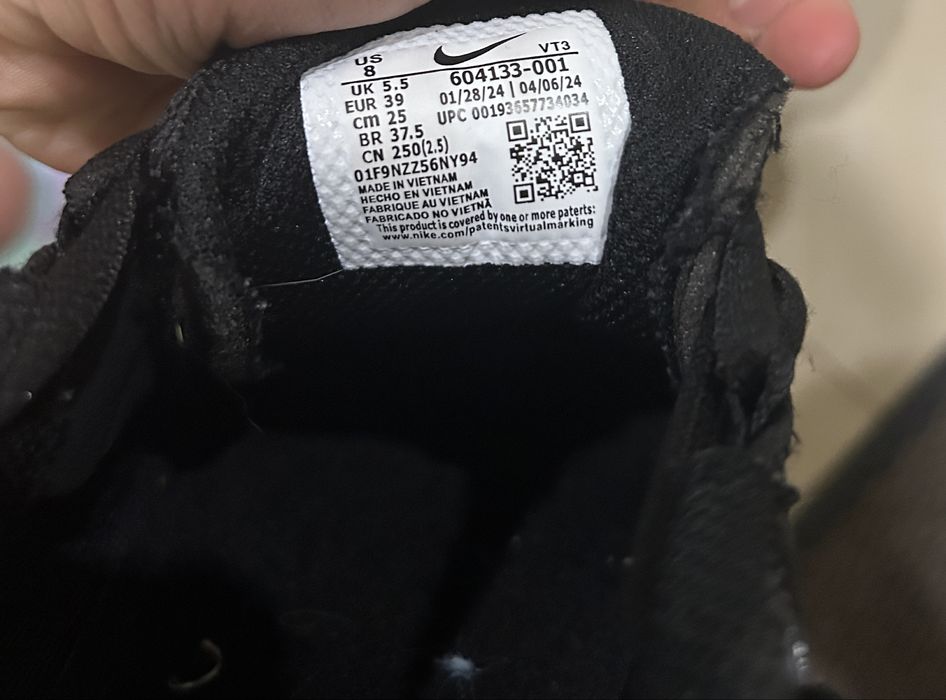 US
8
UK 5.5
EUR 39
cm 25
BR 37.5
CN 250(2.5)
01F9NZZ56NY94
VT3
604133-001
01/28/24 | 04/06/24
UPC 00193657734034
MADE IN VIETNAM
HECHO EN VIETNAM
FABRIQUE AU VIETNAM
FABRICADO NO VIETNÃ
This product is covered by one or more paterts:
www.nike.com/patentsvirtualmarking